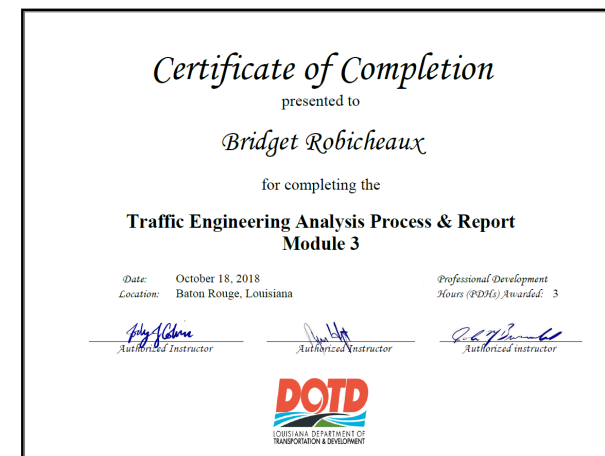 Certificate of Completion
presented to
Bridget Robicheaux
for completing the
Traffic Engineering Analysis Process & Report
Module 3
Date: October 18, 2018
Location: Baton Rouge, Louisiana
Professional Development
Hours (PDHs) Awarded: 3
Authorized Instructor
Authorized Instructor
Authorized instructor
DOTD
LOUISIANA DEPARTMENT OF
TRANSPORTATION & DEVELOPMENT